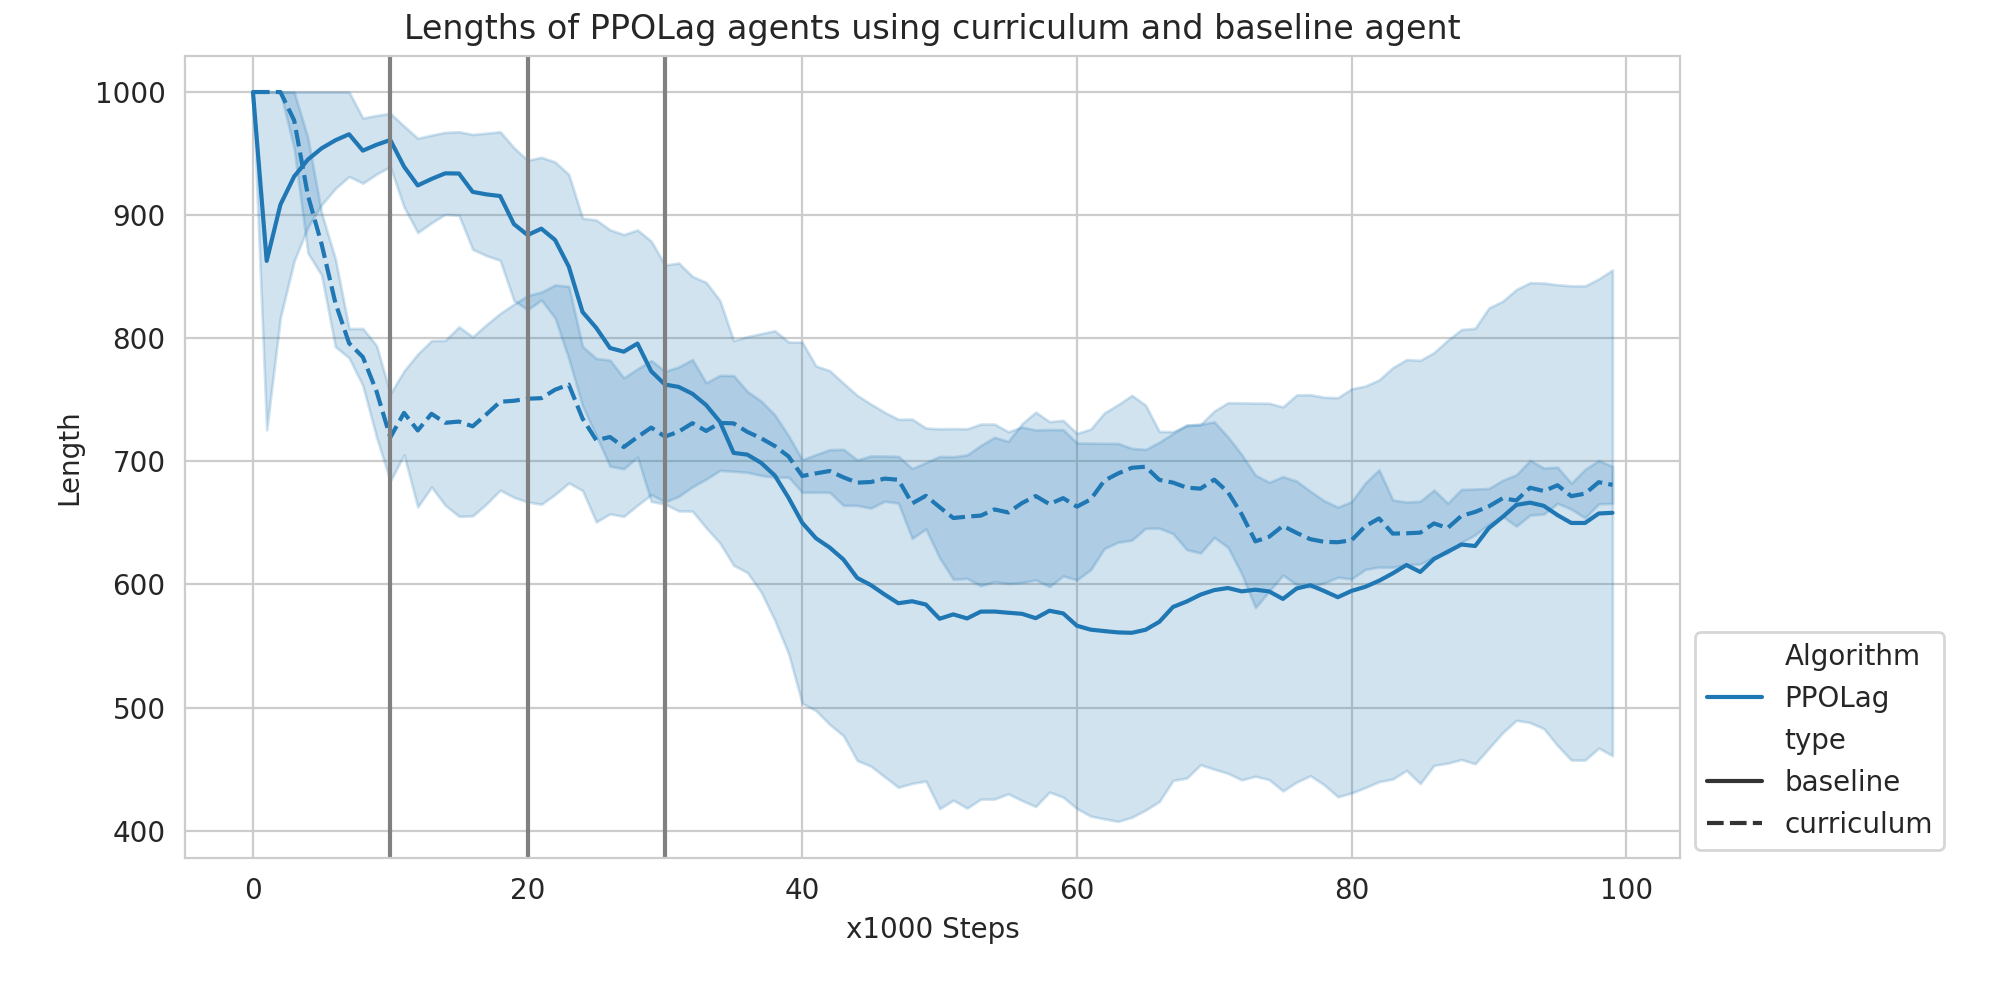 Lengths of PPOLag agents using curriculum and baseline agent
1000
900
800
700
600
500
400
Length
0
20
40
60
80
100
x1000 Steps
Algorithm
PPOLag
type
baseline
curriculum